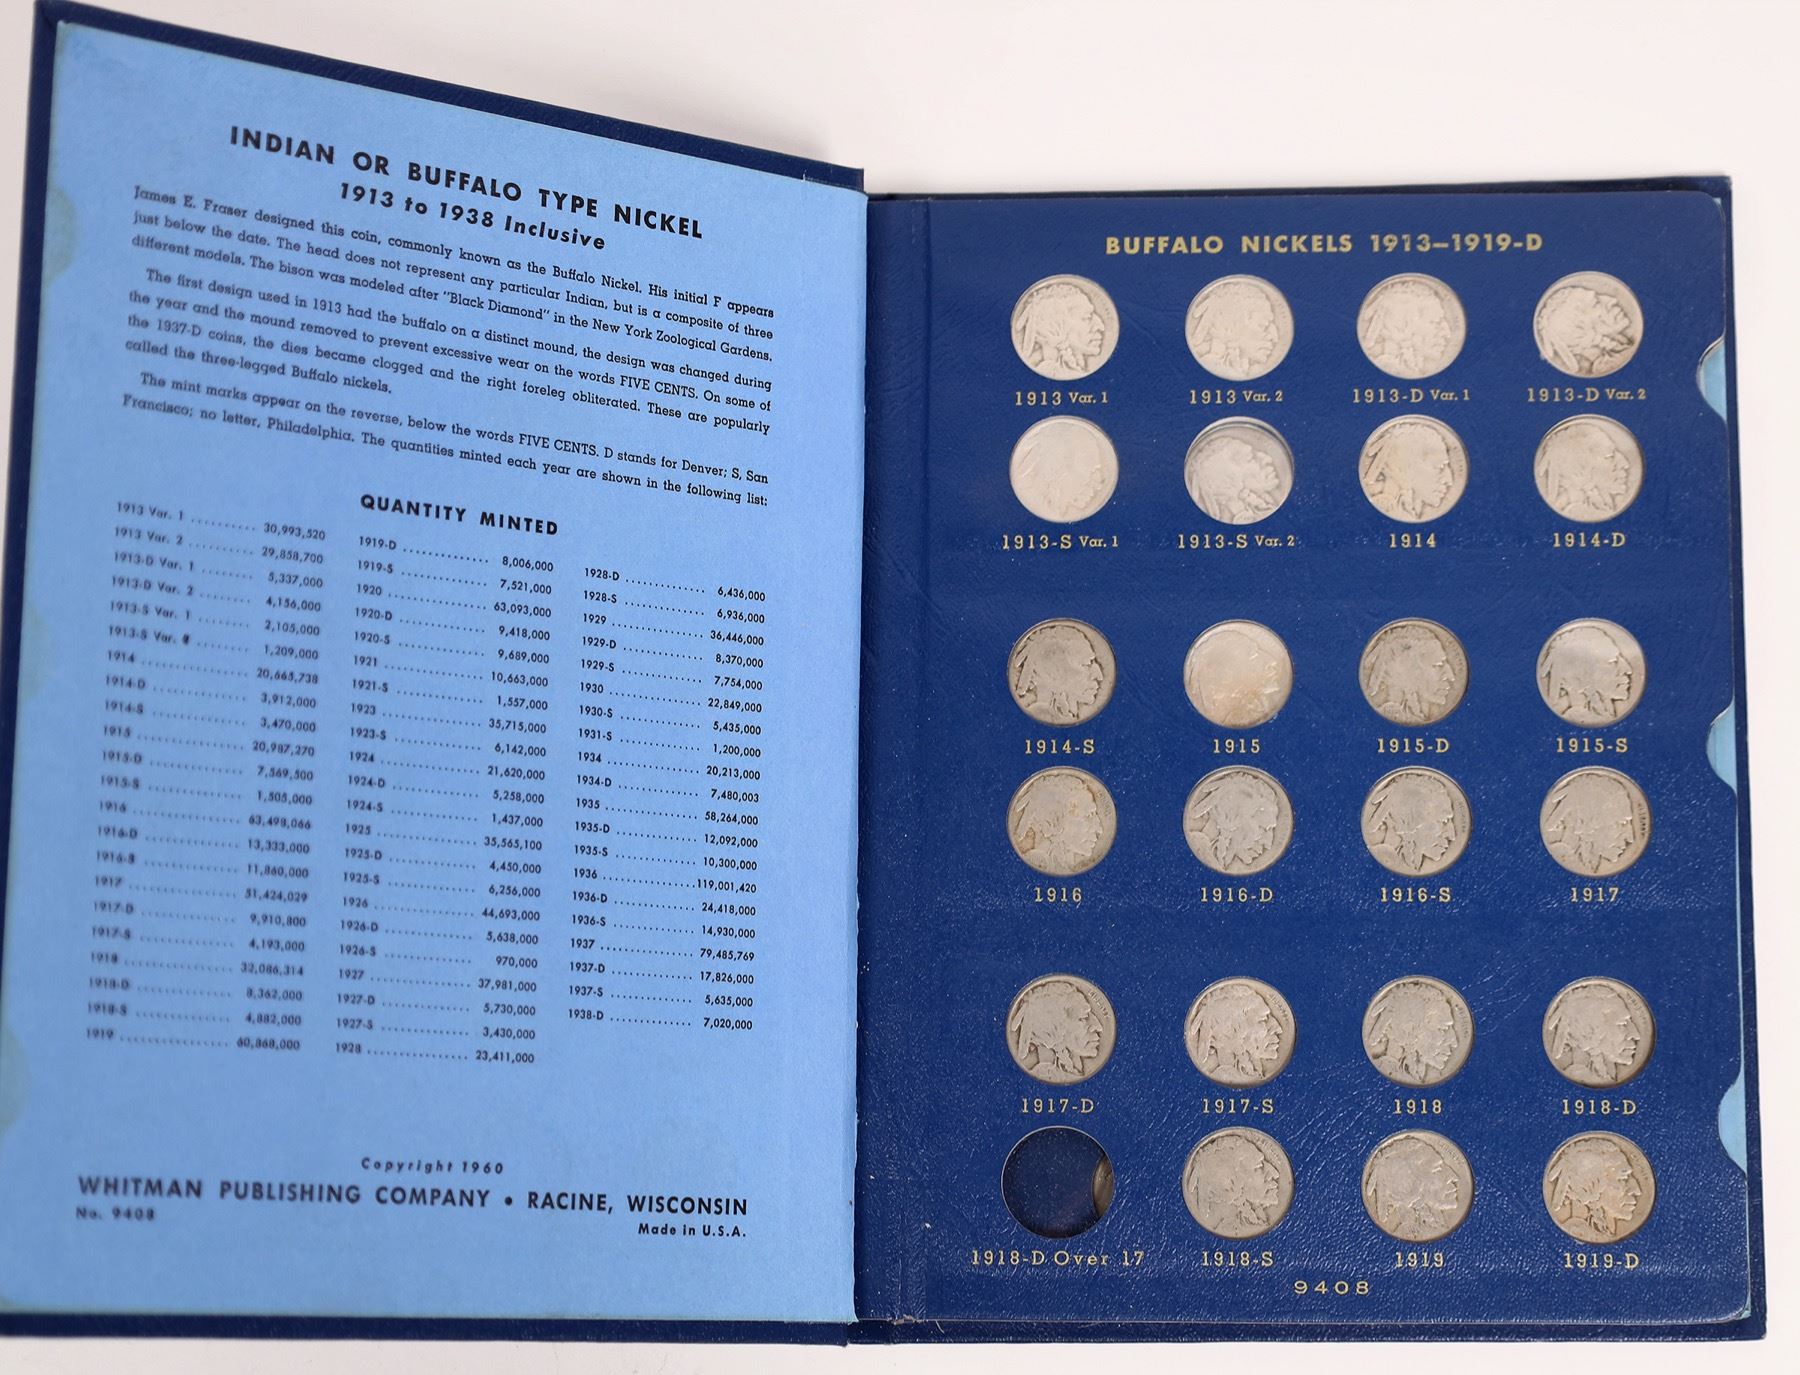 INDIAN OR BUFFALO TYPE NICKEL
1913 to 1938 Inclusive
James E. Fraser designed this coin, commonly known as the Buffalo Nickel. His initial F appears
just below the date. The head does not represent any particular Indian, but is a composite of three
different models. The bison was modeled after "Black Diamond" in the New York Zoological Gardens.
The first design used in 1913 had the buffalo on a distinct mound, the design was changed during
the year and the mound removed to prevent excessive wear on the words FIVE CENTS. On some of
the 1937-D coins, the dies became clogged and the right foreleg obliterated. These are popularly
called the three-legged Buffalo nickels.
The mint marks appear on the reverse, below the words FIVE CENTS. D stands for Denver; S, San
Francisco; no letter, Philadelphia. The quantities minted each year are shown in the following list:
QUANTITY MINTED
1913 Var. 1 .......... 30,993,520
1913 Var. 2 .......... 29,858,700
1913-D Var. 1 ........ 5,337,000
1913-D Var. 2 ........ 4,156,000
1913-S Var. 1 ........ 2,105,000
1913-S Var. 2 ........ 1,209,000
1914 ................. 20,665,738
1914-D ............... 3,912,000
1914-S ............... 3,470,000
1915 ................. 20,987,270
1915-D ............... 7,569,500
1915-S ............... 1,505,000
1916 ................. 63,498,066
1916-D ............... 13,333,000
1916-S ............... 11,860,000
1917 ................. 51,424,029
1917-D ............... 9,910,800
1917-S ............... 4,193,000
1918 ................. 32,086,314
1918-D ............... 8,362,000
1918-S ............... 4,882,000
1919 ................. 60,868,000
1919-D ............. 8,006,000
1919-S ............. 7,521,000
1920 ............... 63,093,000
1920-D ............. 9,418,000
1920-S ............. 9,689,000
1921 ............... 10,663,000
1921-S ............. 1,557,000
1923 ............... 35,715,000
1923-S ............. 6,142,000
1924 ............... 21,620,000
1924-D ............. 5,258,000
1924-S ............. 1,437,000
1925 ............... 35,565,100
1925-D ............. 4,450,000
1925-S ............. 6,256,000
1926 ............... 44,693,000
1926-D ............. 5,638,000
1926-S ............. 970,000
1927 ............... 37,981,000
1927-D ............. 5,730,000
1927-S ............. 3,430,000
1928 ............... 23,411,000
1928-D ............ 6,436,000
1928-S ............ 6,936,000
1929 .............. 36,446,000
1929-D ............ 8,370,000
1929-S ............ 7,754,000
1930 .............. 22,849,000
1930-S ............ 5,435,000
1931-S ............ 1,200,000
1934 .............. 20,213,000
1934-D ............ 7,480,003
1935 .............. 58,264,000
1935-D ............ 12,092,000
1935-S ............ 10,300,000
1936 .............. 119,001,420
1936-D ............ 24,418,000
1936-S ............ 14,930,000
1937 .............. 79,485,769
1937-D ............ 17,826,000
1937-S ............ 5,635,000
1938-D ............ 7,020,000
Copyright 1960
WHITMAN PUBLISHING COMPANY • RACINE, WISCONSIN
No. 9408
Made in U.S.A.
BUFFALO NICKELS 1913–1919-D
1913 Var. 1 1913 Var. 2 1913-D Var. 1 1913-D Var. 2
1913-S Var. 1 1913-S Var. 2 1914 1914-D
1914-S 1915 1915-D 1915-S
1916 1916-D 1916-S 1917
1917-D 1917-S 1918 1918-D
1918-D Over 17 1918-S 1919 1919-D
9408